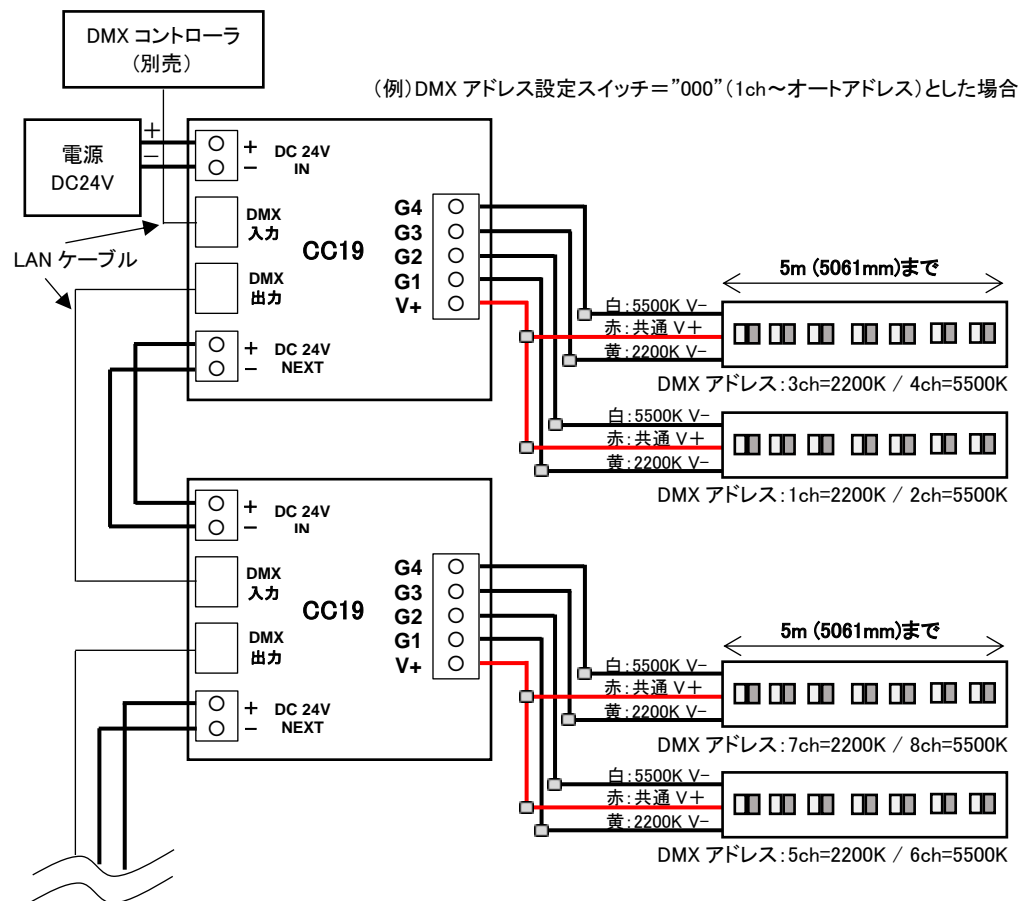 DMX コントローラ
(別売)
(例)DMX アドレス設定スイッチ=”000”(1ch～オートアドレス)とした場合
電源
DC24V
+
−
LAN ケーブル
+ DC 24V
− IN
DMX
入力
DMX
出力
+ DC 24V
− NEXT
CC19
G4
G3
G2
G1
V+
5m (5061mm)まで
白:5500K V-
赤:共通 V+
黄:2200K V-
DMX アドレス:3ch=2200K / 4ch=5500K
白:5500K V-
赤:共通 V+
黄:2200K V-
DMX アドレス:1ch=2200K / 2ch=5500K
+ DC 24V
− IN
DMX
入力
DMX
出力
+ DC 24V
− NEXT
CC19
G4
G3
G2
G1
V+
5m (5061mm)まで
白:5500K V-
赤:共通 V+
黄:2200K V-
DMX アドレス:7ch=2200K / 8ch=5500K
白:5500K V-
赤:共通 V+
黄:2200K V-
DMX アドレス:5ch=2200K / 6ch=5500K